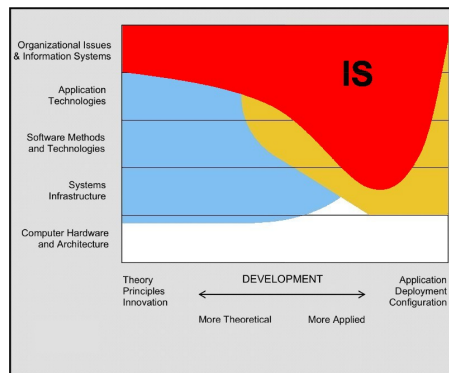 Organizational Issues
& Information Systems
IS
Application
Technologies
Software Methods
and Technologies
Systems
Infrastructure
Computer Hardware
and Architecture
Theory
Principles
Innovation
DEVELOPMENT
More Theoretical
More Applied
Application
Deployment
Configuration